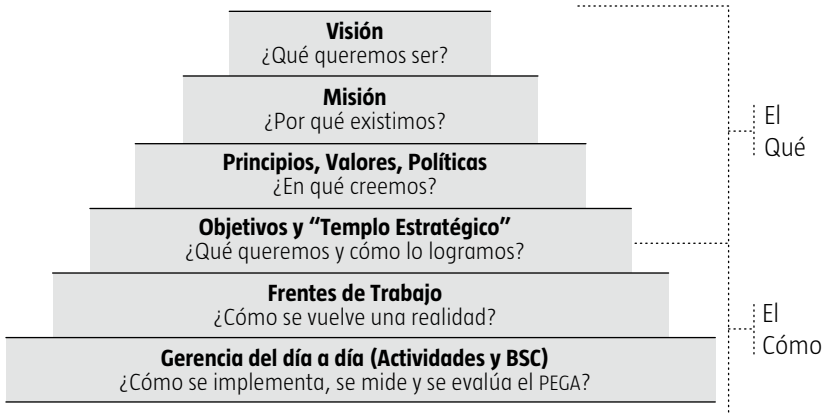 Visión
¿Qué queremos ser?
Misión
¿Por qué existimos?
Principios, Valores, Políticas
¿En qué creemos?
Objetivos y “Templo Estratégico”
¿Qué queremos y cómo lo logramos?
Frentes de Trabajo
¿Cómo se vuelve una realidad?
Gerencia del día a día (Actividades y BSC)
¿Cómo se implementa, se mide y se evalúa el PEGA?
El
Qué
El
Cómo